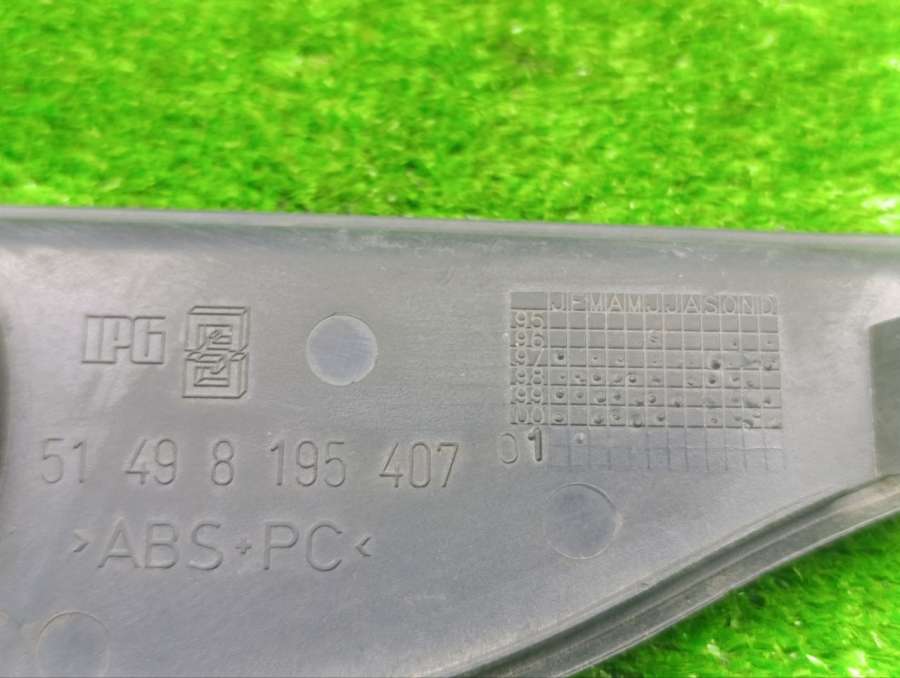 IPG
51 49 8 195 407
>ABS+PC<
JFMAMJJASOND
95
96
97
98
99
00
01